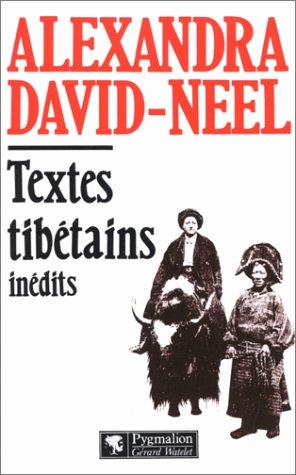 ALEXANDRA
DAVID-NEEL
Textes
tibétains
inédits
Pygmalion
Gérard Watelet